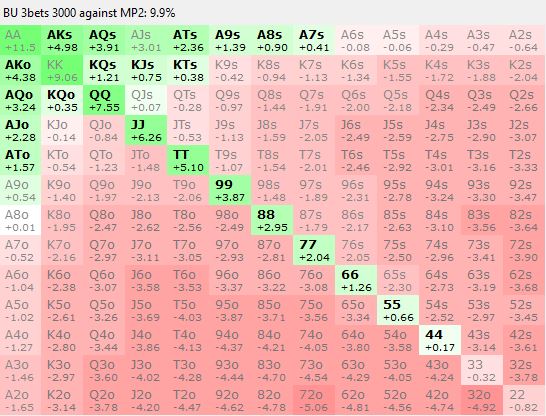 BU 3bets 3000 against MP2: 9.9%
AA AKs AQs AJs ATs A9s A8s A7s A6s A5s A4s A3s A2s
+11.5 +4.98 +3.91 +3.01 +2.36 +1.39 +0.90 +0.41 -0.08 -0.06 -0.29 -0.47 -0.64
AKo KK KQs KJs KTs K9s K8s K7s K6s K5s K4s K3s K2s
+4.38 +9.06 +1.21 +0.75 +0.38 -0.42 -0.94 -1.13 -1.34 -1.55 -1.72 -1.88 -2.04
AQo KQo QQ QJs QTs Q9s Q8s Q7s Q6s Q5s Q4s Q3s Q2s
+3.24 +0.35 +7.55 +0.07 -0.28 -0.97 -1.44 -1.91 -2.00 -2.18 -2.34 -2.49 -2.66
AJo KJo QJo JJ JTs J9s J8s J7s J6s J5s J4s J3s J2s
+2.28 -0.14 -0.84 +6.26 -0.53 -1.13 -1.59 -2.05 -2.49 -2.59 -2.75 -2.90 -3.07
ATo KTo QTo JTo TT T9s T8s T7s T6s T5s T4s T3s T2s
+1.57 -0.54 -1.23 -1.48 +5.10 -1.07 -1.54 -2.01 -2.46 -2.92 -3.01 -3.16 -3.33
A9o K9o Q9o J9o T9o 99 98s 97s 96s 95s 94s 93s 92s
+0.54 -1.40 -1.97 -2.13 -2.06 +3.87 -1.48 -1.89 -2.31 -2.78 -3.24 -3.30 -3.47
A8o K8o Q8o J8o T8o 98o 88 87s 86s 85s 84s 83s 82s
+0.01 -1.95 -2.47 -2.62 -2.56 -2.49 +2.95 -1.79 -2.17 -2.63 -3.10 -3.56 -3.64
A7o K7o Q7o J7o T7o 97o 87o 77 76s 75s 74s 73s 72s
-0.52 -2.16 -2.97 -3.11 -3.05 -2.93 -2.81 +2.04 -2.05 -2.50 -2.96 -3.41 -3.90
A6o K6o Q6o J6o T6o 96o 86o 76o 66 65s 64s 63s 62s
-1.04 -2.38 -3.07 -3.58 -3.53 -3.37 -3.22 -3.08 +1.26 -2.30 -2.73 -3.19 -3.68
A5o K5o Q5o J5o T5o 95o 85o 75o 65o 55 54s 53s 52s
-1.02 -2.61 -3.26 -3.69 -4.03 -3.87 -3.71 -3.56 -3.34 +0.66 -2.52 -2.97 -3.45
A4o K4o Q4o J4o T4o 94o 84o 74o 64o 54o 44 43s 42s
-1.27 -2.80 -3.44 -3.86 -4.13 -4.37 -4.21 -4.05 -3.80 -3.58 +0.17 -3.14 -3.61
A3o K3o Q3o J3o T3o 93o 83o 73o 63o 53o 43o 33 32s
-1.46 -2.97 -3.60 -4.02 -4.28 -4.44 -4.70 -4.54 -4.29 -4.05 -4.24 -0.32 -3.78
A2o K2o Q2o J2o T2o 92o 82o 72o 62o 52o 42o 32o 22
-1.65 -3.14 -3.78 -4.20 -4.47 -4.62 -4.78 -5.06 -4.81 -4.56 -4.74 -4.92 -0.82